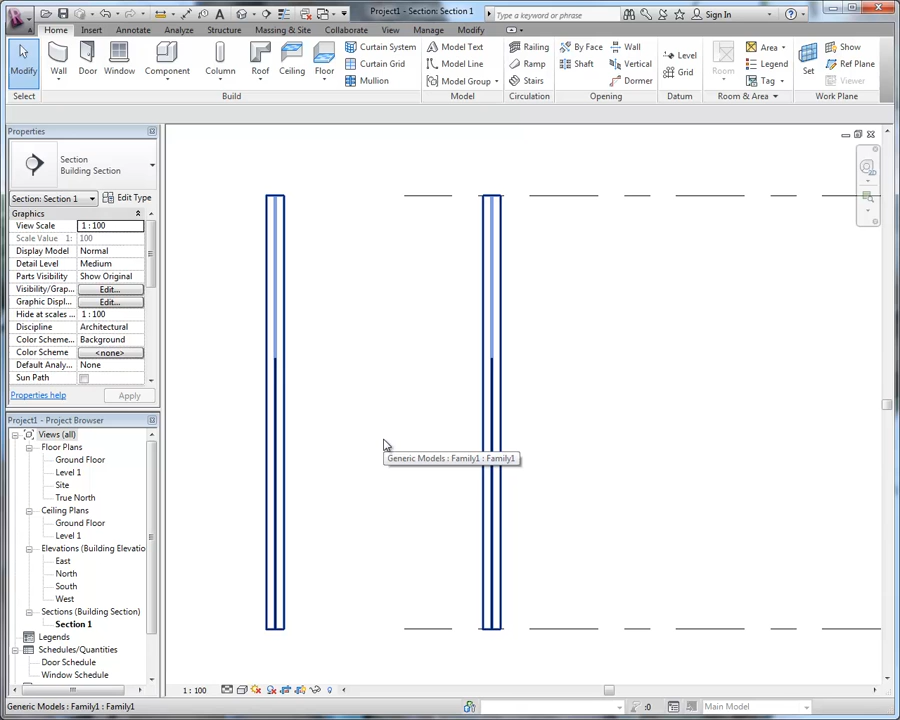 Project1 - Section: Section 1
Type a keyword or phrase
Sign In
Home Insert Annotate Analyze Structure Massing & Site Collaborate View Manage Modify
Modify
Wall
Door
Window
Component
Column
Roof
Ceiling
Floor
Curtain System
Curtain Grid
Mullion
Model Text
Model Line
Model Group
Railing
Ramp
Stairs
By Face
Shaft
Wall
Vertical
Dormer
Level
Grid
Room
Area
Legend
Tag
Set
Show
Ref Plane
Viewer
Select Build Model Circulation Opening Datum Room & Area Work Plane
Properties
Section
Building Section
Section: Section 1 Edit Type
Graphics
View Scale 1 : 100
Scale Value 1: 100
Display Model Normal
Detail Level Medium
Parts Visibility Show Original
Visibility/Grap... Edit...
Graphic Displ... Edit...
Hide at scales ... 1 : 100
Discipline Architectural
Color Scheme... Background
Color Scheme <none>
Default Analy... None
Sun Path
Properties help Apply
Project1 - Project Browser
Views (all)
Floor Plans
Ground Floor
Level 1
Site
True North
Ceiling Plans
Ground Floor
Level 1
Elevations (Building Elevatio
East
North
South
West
Sections (Building Section)
Section 1
Legends
Schedules/Quantities
Door Schedule
Window Schedule
Generic Models : Family1 : Family1
1 : 100
Generic Models : Family1 : Family1
:0
Main Model